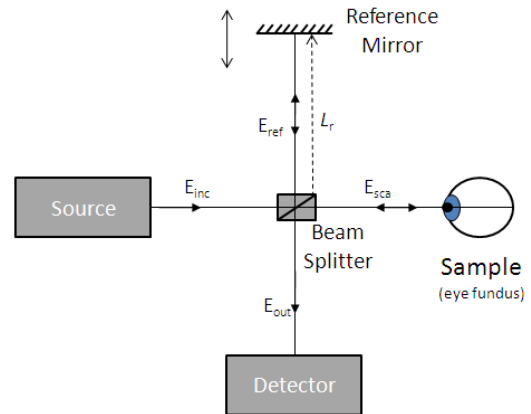 Reference
Mirror
E_ref
L_r
E_inc
E_sca
Source
Beam
Splitter
Sample
(eye fundus)
E_out
Detector